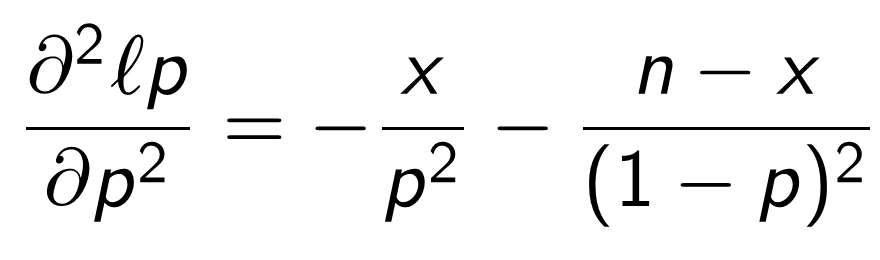 ∂²ℓp / ∂p² = − x / p² − (n − x) / (1 − p)²